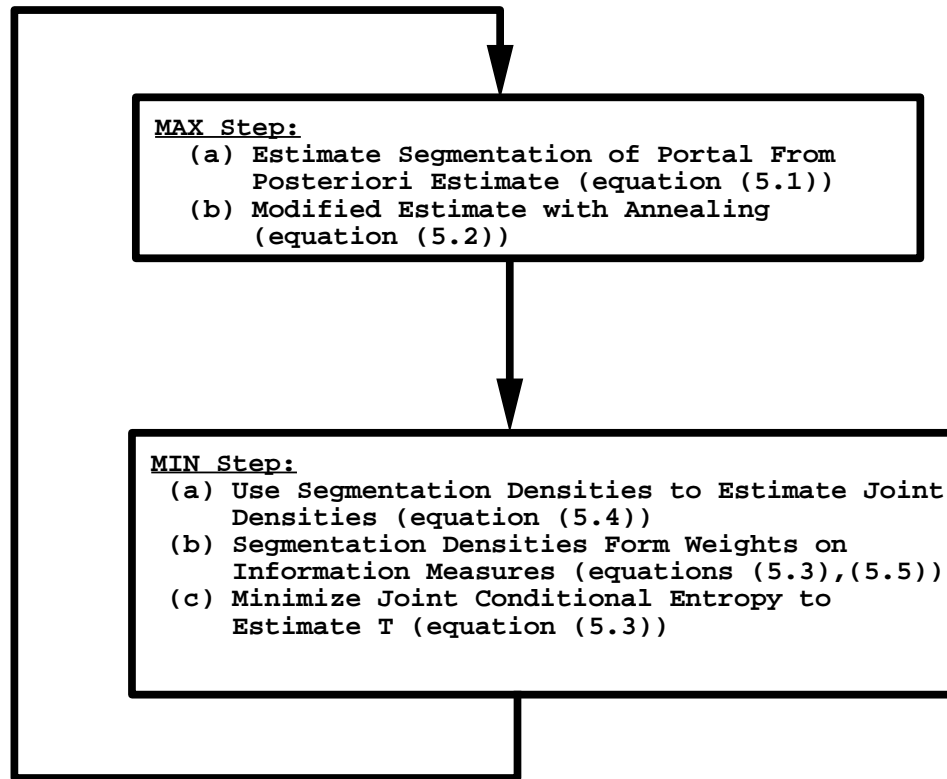 MAX Step:
(a) Estimate Segmentation of Portal From
Posteriori Estimate (equation (5.1))
(b) Modified Estimate with Annealing
(equation (5.2))
MIN Step:
(a) Use Segmentation Densities to Estimate Joint
Densities (equation (5.4))
(b) Segmentation Densities Form Weights on
Information Measures (equations (5.3),(5.5))
(c) Minimize Joint Conditional Entropy to
Estimate T (equation (5.3))